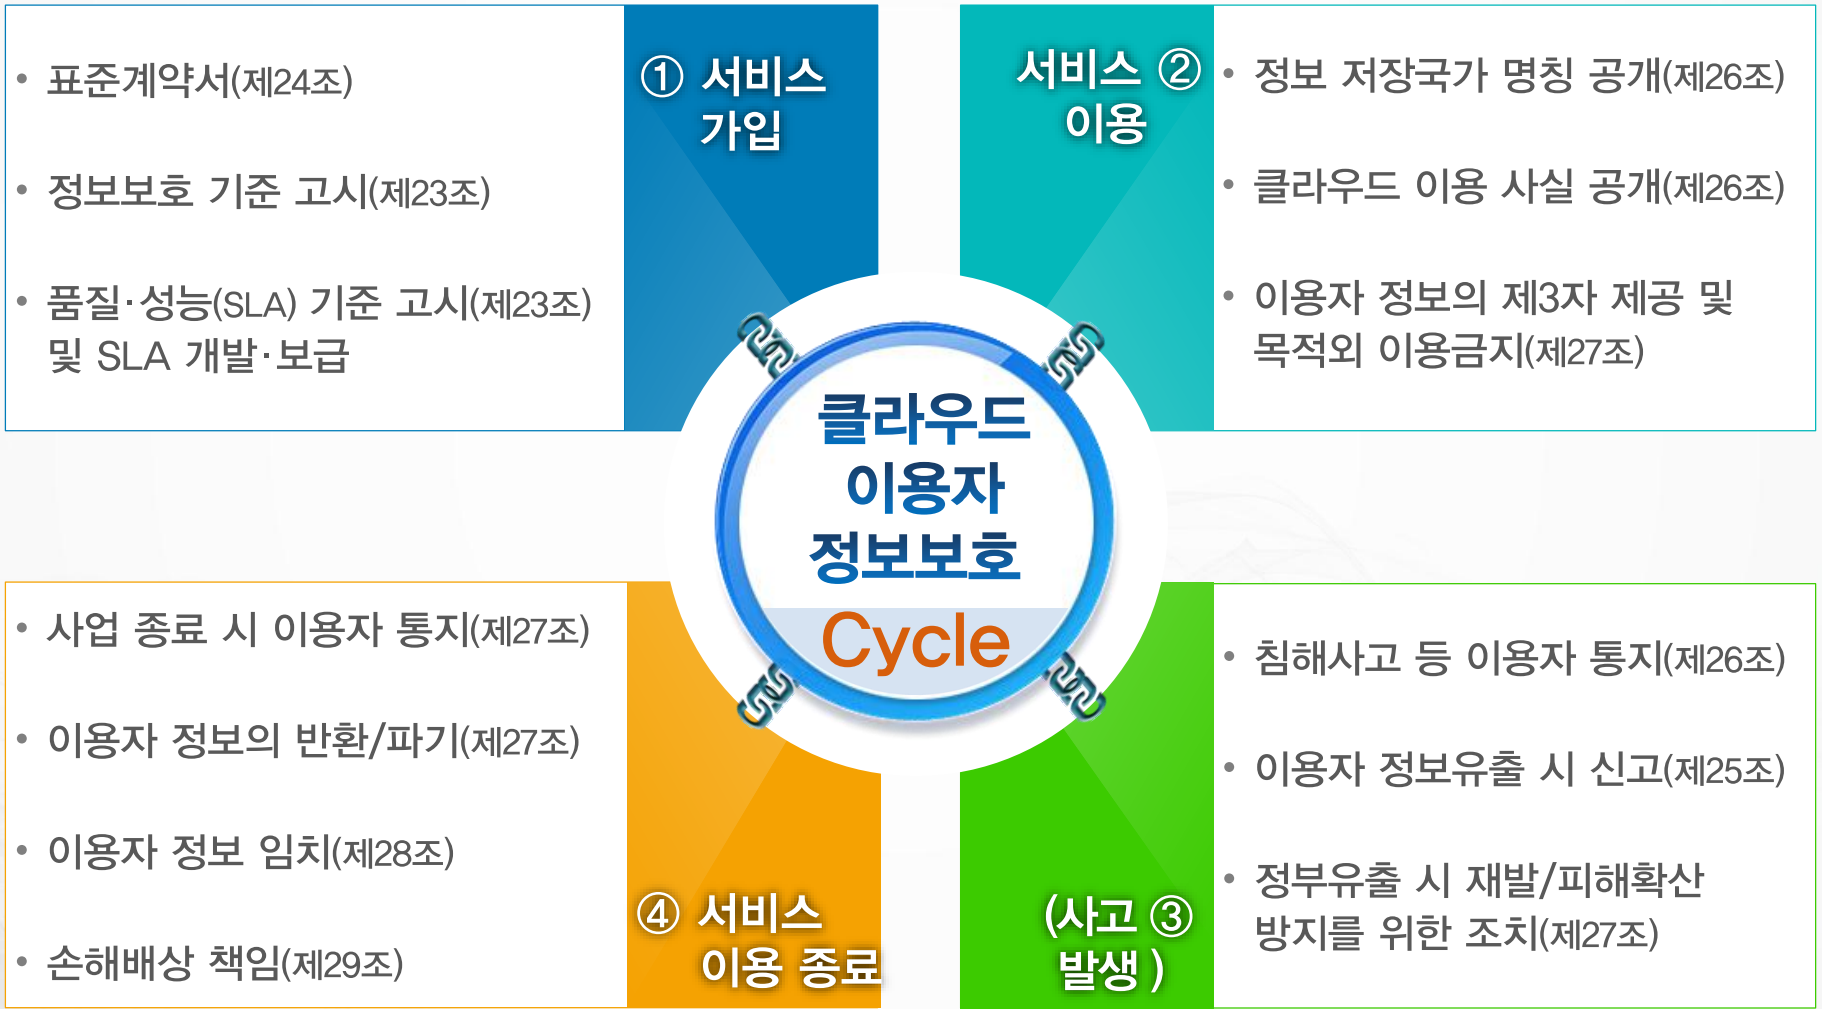 ① 서비스
가입
• 표준계약서(제24조)
• 정보보호 기준 고시(제23조)
• 품질·성능(SLA) 기준 고시(제23조)
및 SLA 개발·보급
서비스 ②
이용
• 정보 저장국가 명칭 공개(제26조)
• 클라우드 이용 사실 공개(제26조)
• 이용자 정보의 제3자 제공 및
목적외 이용금지(제27조)
클라우드
이용자
정보보호
Cycle
(사고 ③
발생)
• 침해사고 등 이용자 통지(제26조)
• 이용자 정보유출 시 신고(제25조)
• 정부유출 시 재발/피해확산
방지를 위한 조치(제27조)
④ 서비스
이용 종료
• 사업 종료 시 이용자 통지(제27조)
• 이용자 정보의 반환/파기(제27조)
• 이용자 정보 임치(제28조)
• 손해배상 책임(제29조)